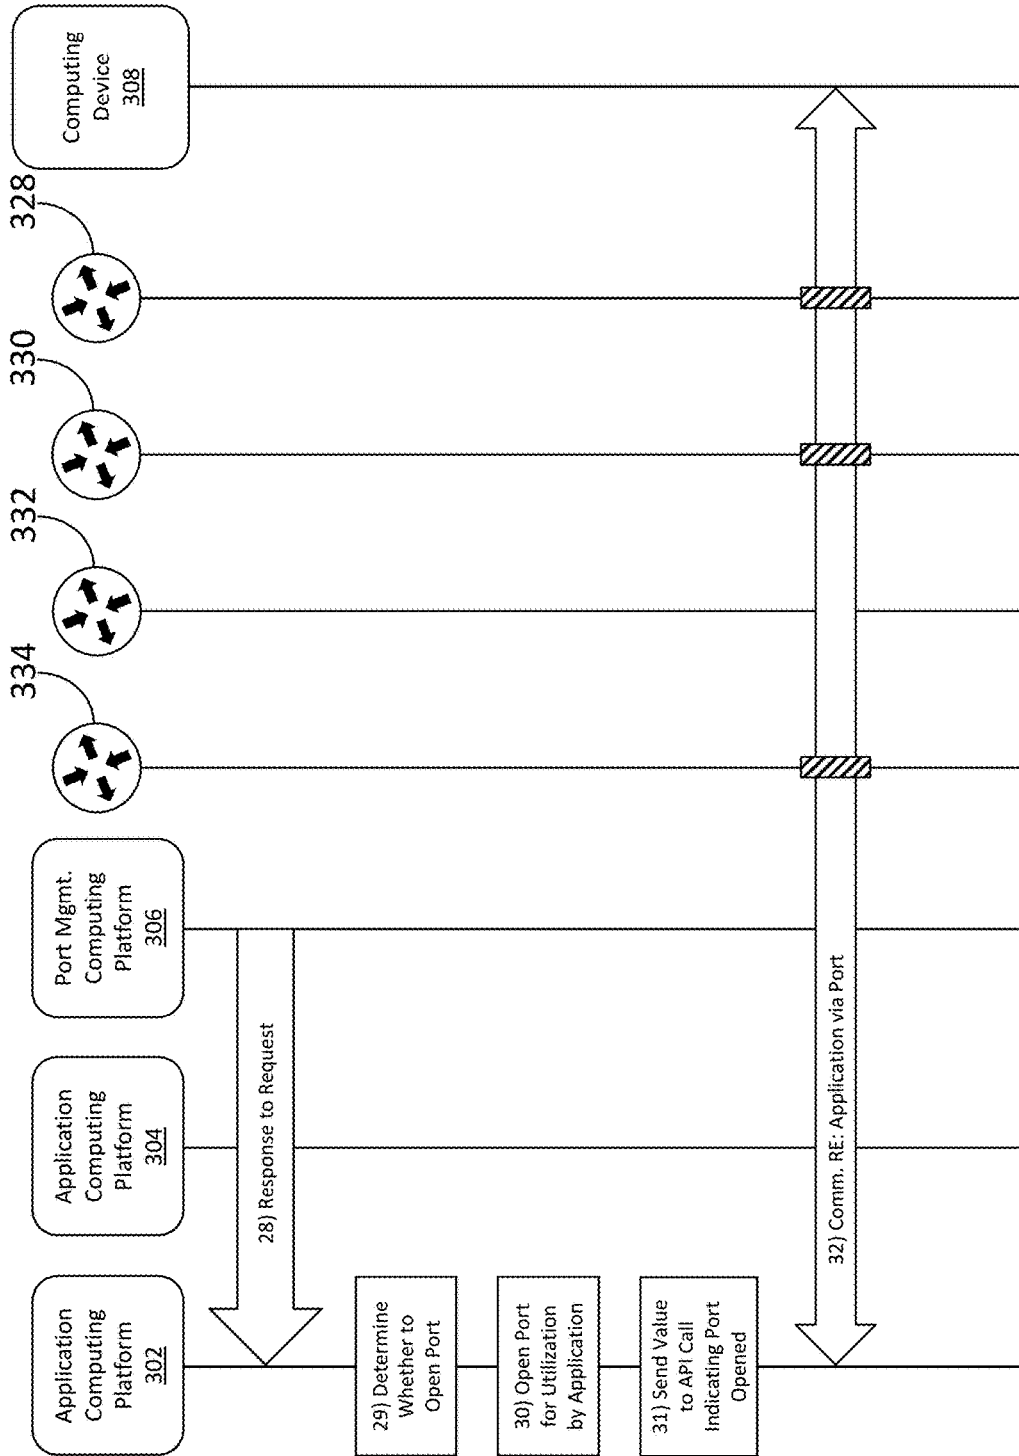 Application
Computing
Platform
302
Application
Computing
Platform
304
Port Mgmt.
Computing
Platform
306
334
332
330
328
Computing
Device
308
28) Response to Request
29) Determine
Whether to
Open Port
30) Open Port
for Utilization
by Application
31) Send Value
to API Call
Indicating Port
Opened
32) Comm. RE: Application via Port